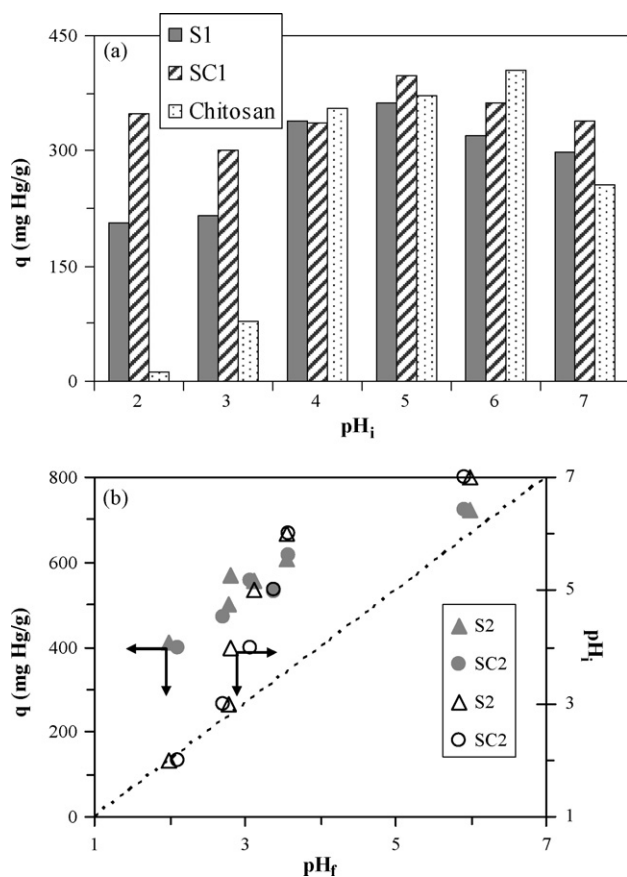 (a)
S1
SC1
Chitosan
450
300
150
0
q (mg Hg/g)
2 3 4 5 6 7
pHi
(b)
800
600
400
200
0
q (mg Hg/g)
7
5
3
1
pHi
S2
SC2
S2
SC2
1 3 5 7
pHf